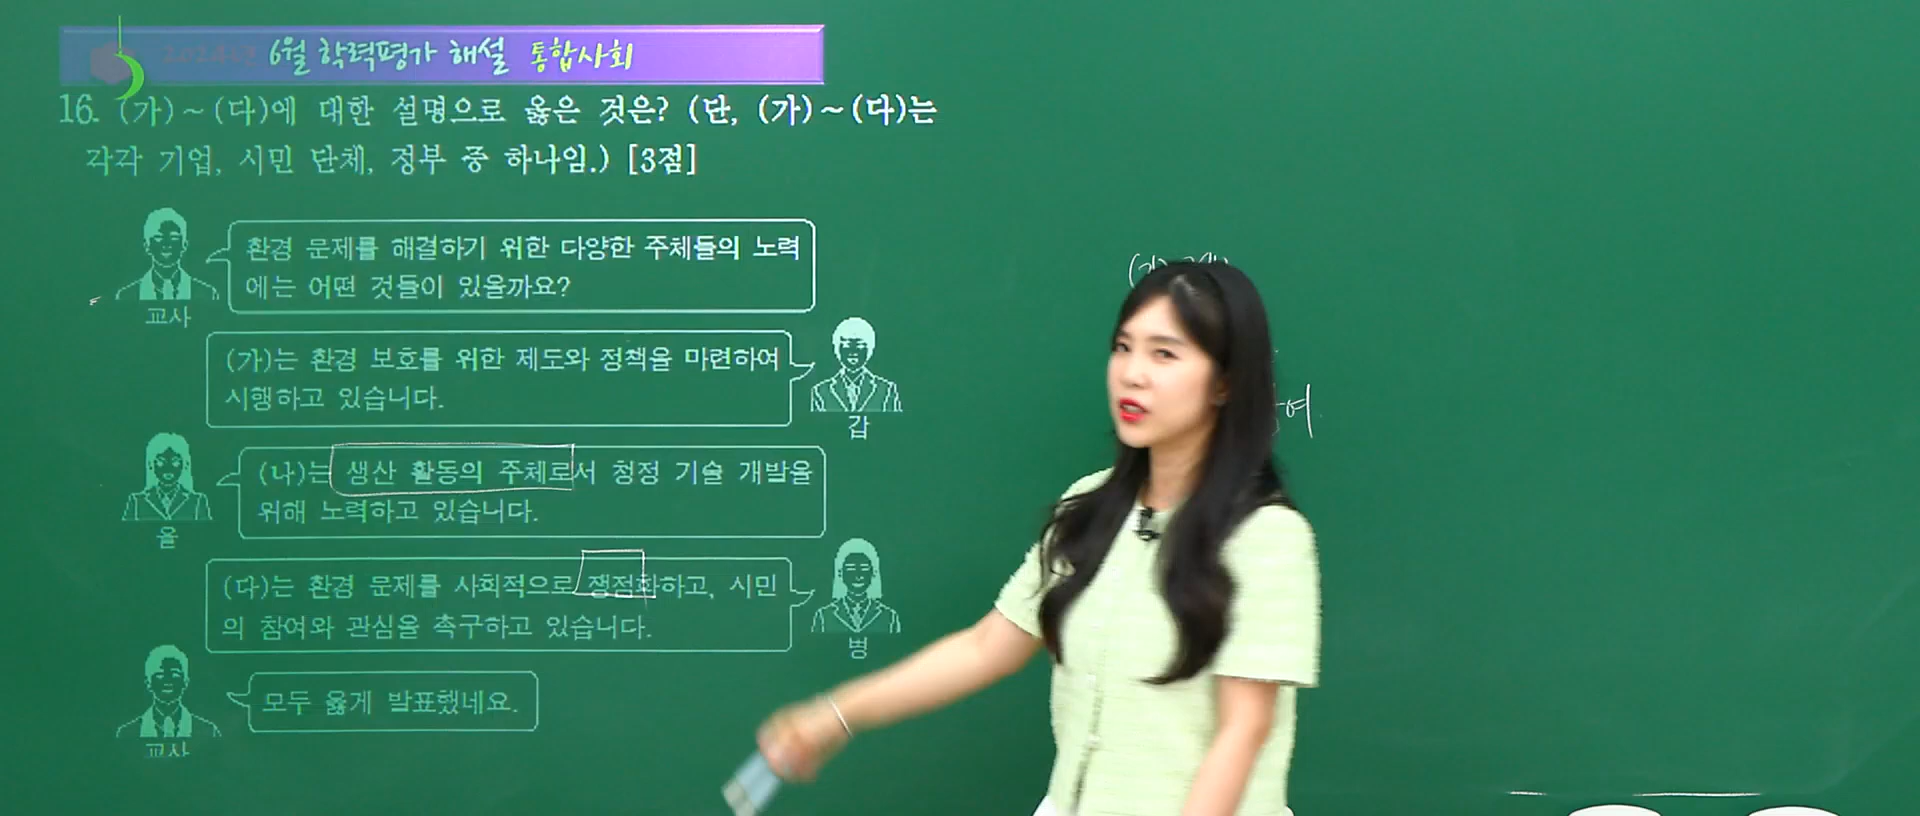 2024년 6월 학력평가 해설 통합사회
16. (가)~(다)에 대한 설명으로 옳은 것은? (단, (가)~(다)는
각각 기업, 시민 단체, 정부 중 하나임.) [3점]
환경 문제를 해결하기 위한 다양한 주체들의 노력
에는 어떤 것들이 있을까요?
교사
(가)는 환경 보호를 위한 제도와 정책을 마련하여
시행하고 있습니다.
갑
(나)는 생산 활동의 주체로서 청정 기술 개발을
위해 노력하고 있습니다.
을
(다)는 환경 문제를 사회적으로 쟁점화하고, 시민
의 참여와 관심을 촉구하고 있습니다.
병
모두 옳게 발표했네요.
교사
(가)
여